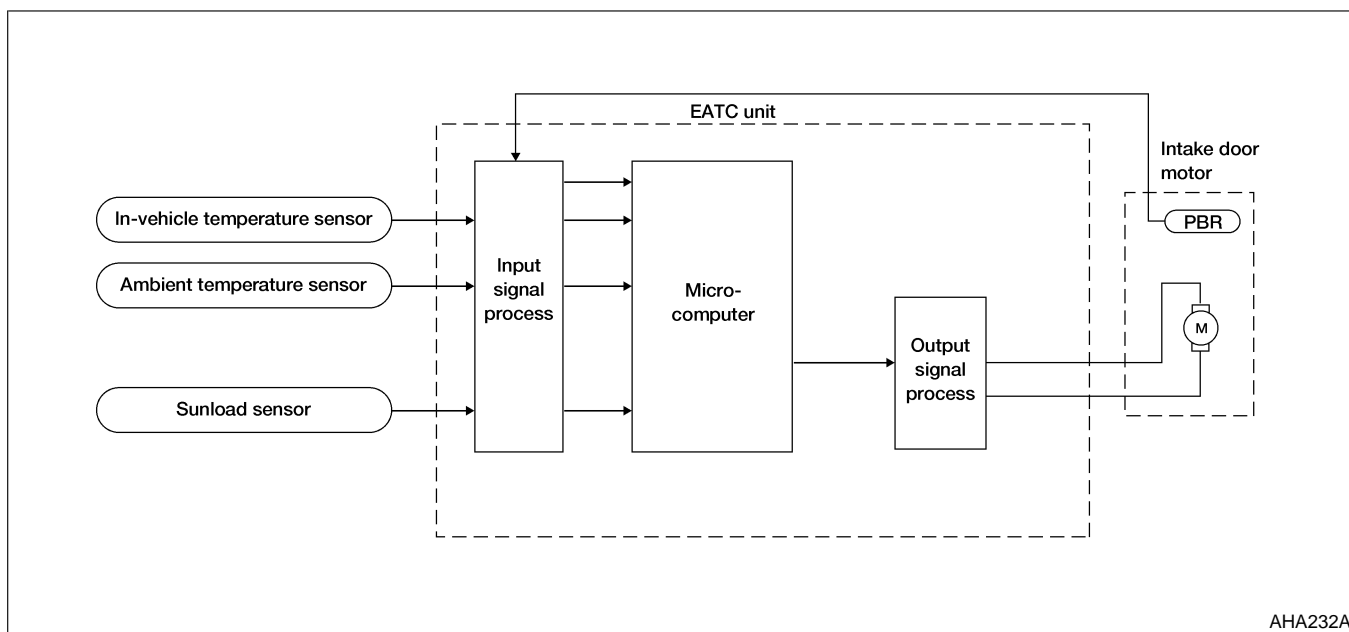 EATC unit
Intake door
motor
In-vehicle temperature sensor
PBR
Ambient temperature sensor
Input
signal
process
Micro-
computer
M
Output
signal
process
Sunload sensor
AHA232A